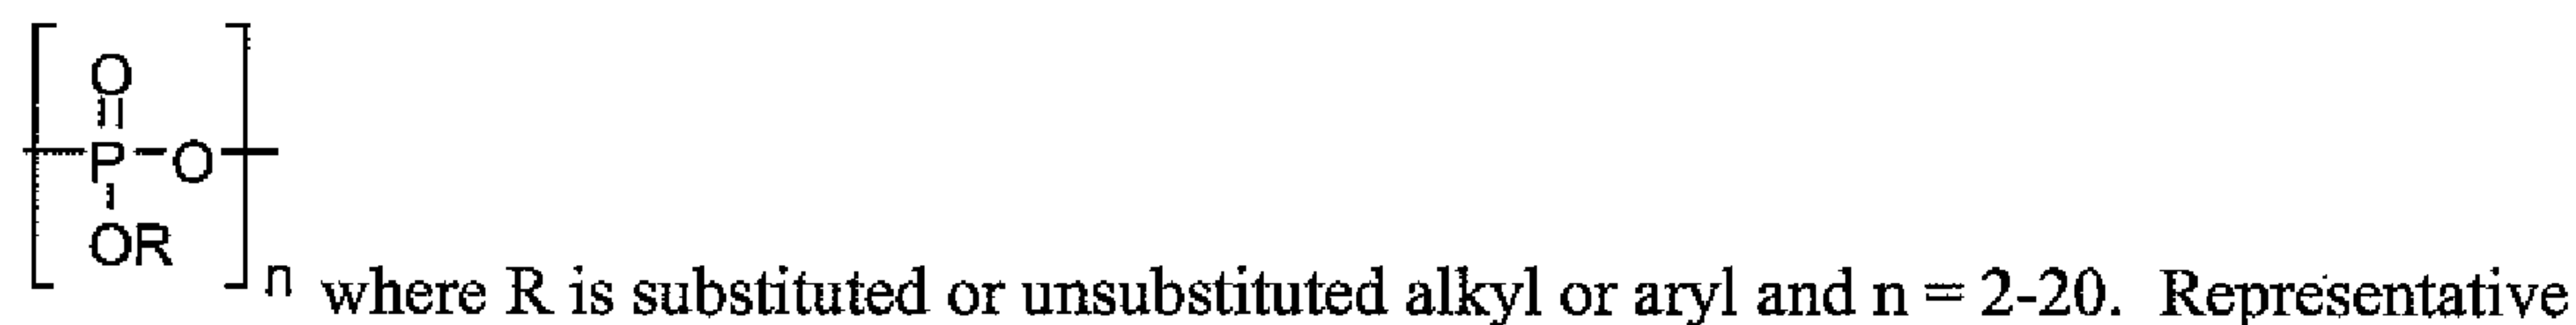 O
P-O
OR
n where R is substituted or unsubstituted alkyl or aryl and n = 2-20. Representative